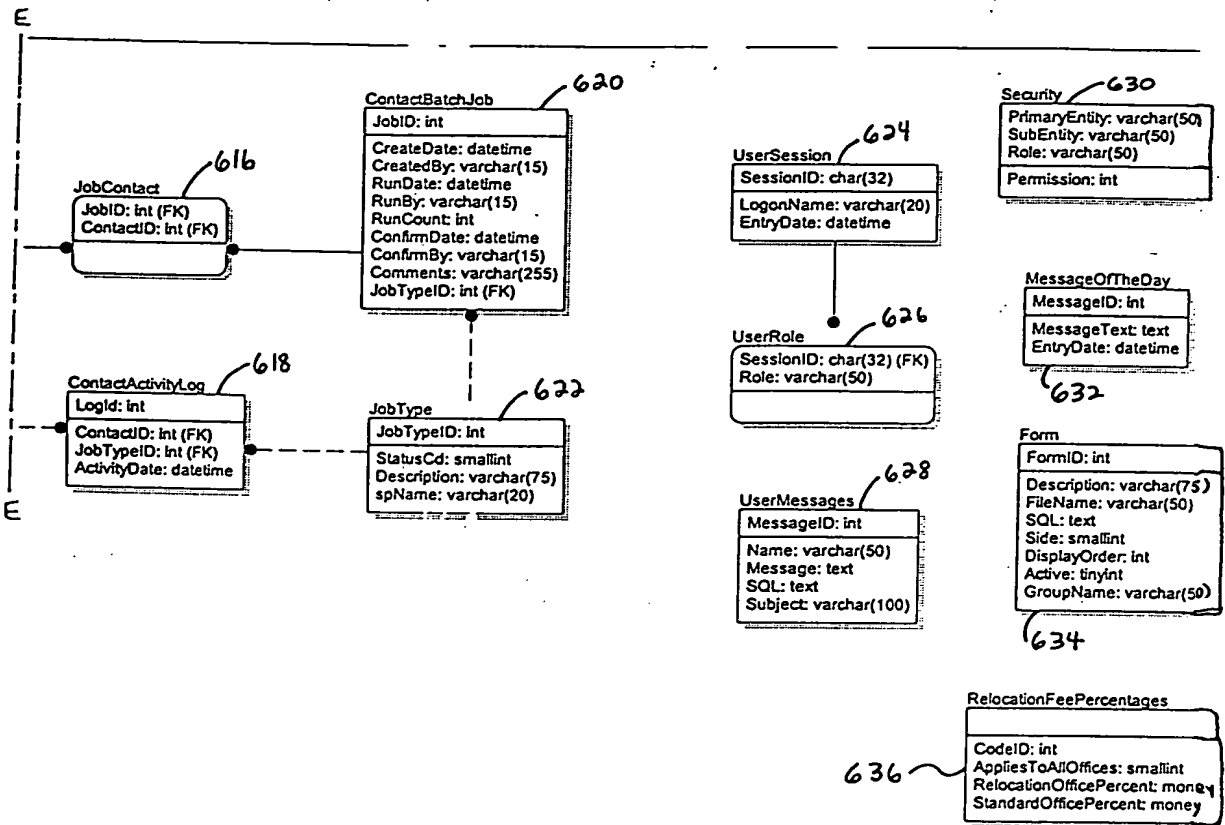 E
ContactBatchJob
620
JobID: int
CreateDate: datetime
CreatedBy: varchar(15)
RunDate: datetime
RunBy: varchar(15)
RunCount: int
ConfirmDate: datetime
ConfirmBy: varchar(15)
Comments: varchar(255)
JobTypeID: int (FK)
JobContact
616
JobID: int (FK)
ContactID: int (FK)
ContactActivityLog
618
LogId: int
ContactID: int (FK)
JobTypeID: int (FK)
ActivityDate: datetime
E
JobType
622
JobTypeID: int
StatusCd: smallint
Description: varchar(75)
spName: varchar(20)
UserSession
624
SessionID: char(32)
LogonName: varchar(20)
EntryDate: datetime
UserRole
626
SessionID: char(32) (FK)
Role: varchar(50)
UserMessages
628
MessageID: int
Name: varchar(50)
Message: text
SQL: text
Subject: varchar(100)
Security
630
PrimaryEntity: varchar(50)
SubEntity: varchar(50)
Role: varchar(50)
Permission: int
MessageOfTheDay
MessageID: int
MessageText: text
EntryDate: datetime
632
Form
FormID: int
Description: varchar(75)
FileName: varchar(50)
SQL: text
Side: smallint
DisplayOrder: int
Active: tinyint
GroupName: varchar(50)
634
RelocationFeePercentages
CodeID: int
AppliesToAllOffices: smallint
RelocationOfficePercent: money
StandardOfficePercent: money
636